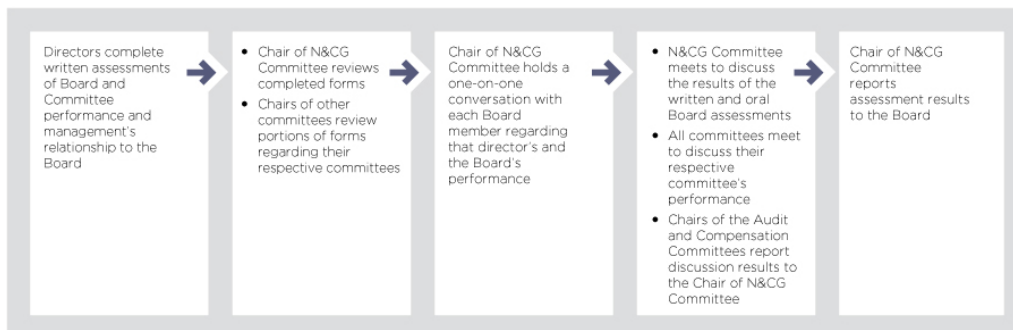 Directors complete
written assessments
of Board and
Committee
performance and
management's
relationship to the
Board
• Chair of N&CG
Committee reviews
completed forms
• Chairs of other
committees review
portions of forms
regarding their
respective committees
Chair of N&CG
Committee holds a
one-on-one
conversation with
each Board
member regarding
that director's and
the Board's
performance
• N&CG Committee
meets to discuss
the results of the
written and oral
Board assessments
• All committees meet
to discuss their
respective
committee's
performance
• Chairs of the Audit
and Compensation
Committees report
discussion results to
the Chair of N&CG
Committee
Chair of N&CG
Committee
reports
assessment results
to the Board